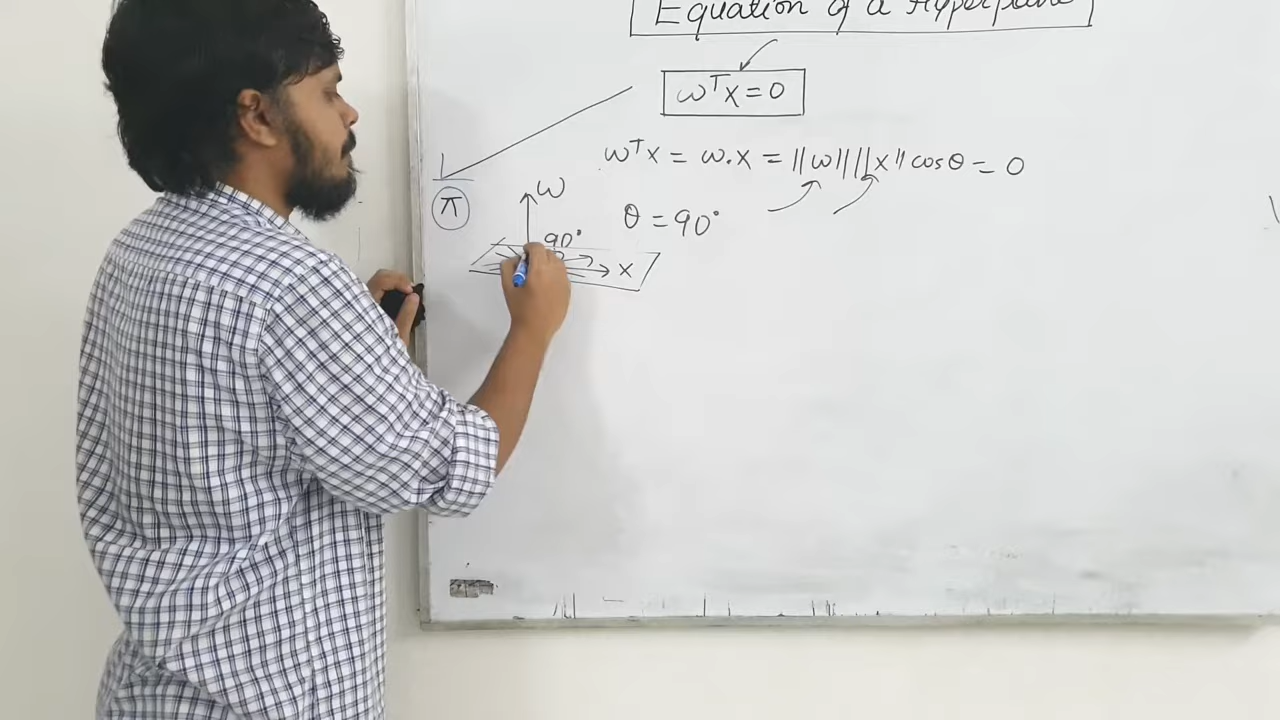 Equation of a Hyperplane
ωᵀx = 0
ωᵀx = ω.x = ||ω|| ||x|| cosθ = 0
π
ω
θ = 90°
90°
x